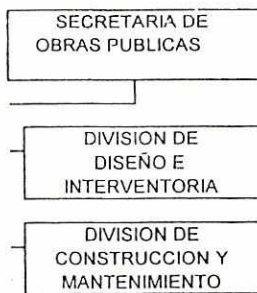 SECRETARIA DE
OBRAS PUBLICAS
DIVISION DE
DISEÑO E
INTERVENTORIA
DIVISION DE
CONSTRUCCION Y
MANTENIMIENTO